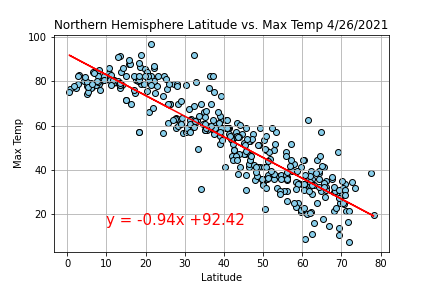 Northern Hemisphere Latitude vs. Max Temp 4/26/2021
100
80
60
40
20
Max Temp
y = -0.94x +92.42
0 10 20 30 40 50 60 70 80
Latitude